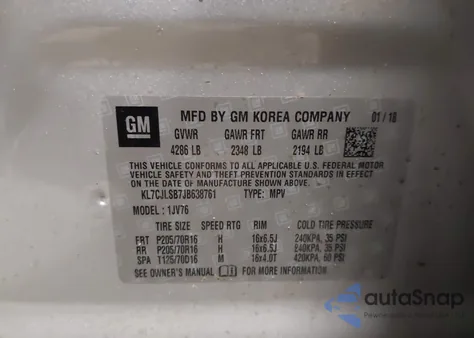 GM
MFD BY GM KOREA COMPANY 01/18
GVWR GAWR FRT GAWR RR
4286 LB 2348 LB 2194 LB
THIS VEHICLE CONFORMS TO ALL APPLICABLE U.S. FEDERAL MOTOR
VEHICLE SAFETY AND THEFT PREVENTION STANDARDS IN EFFECT
ON THE DATE OF MANUFACTURE SHOWN ABOVE.
KL7CJLSB7JB638761 TYPE: MPV
MODEL: 1JV76
TIRE SIZE SPEED RTG RIM COLD TIRE PRESSURE
FRT P205/70R16 H 16x6.5J 240KPA, 35 PSI
RR P205/70R16 H 16x6.5J 240KPA, 35 PSI
SPA T125/70D16 M 16x4.0T 420KPA, 60 PSI
SEE OWNER'S MANUAL FOR MORE INFORMATION
autoSnap